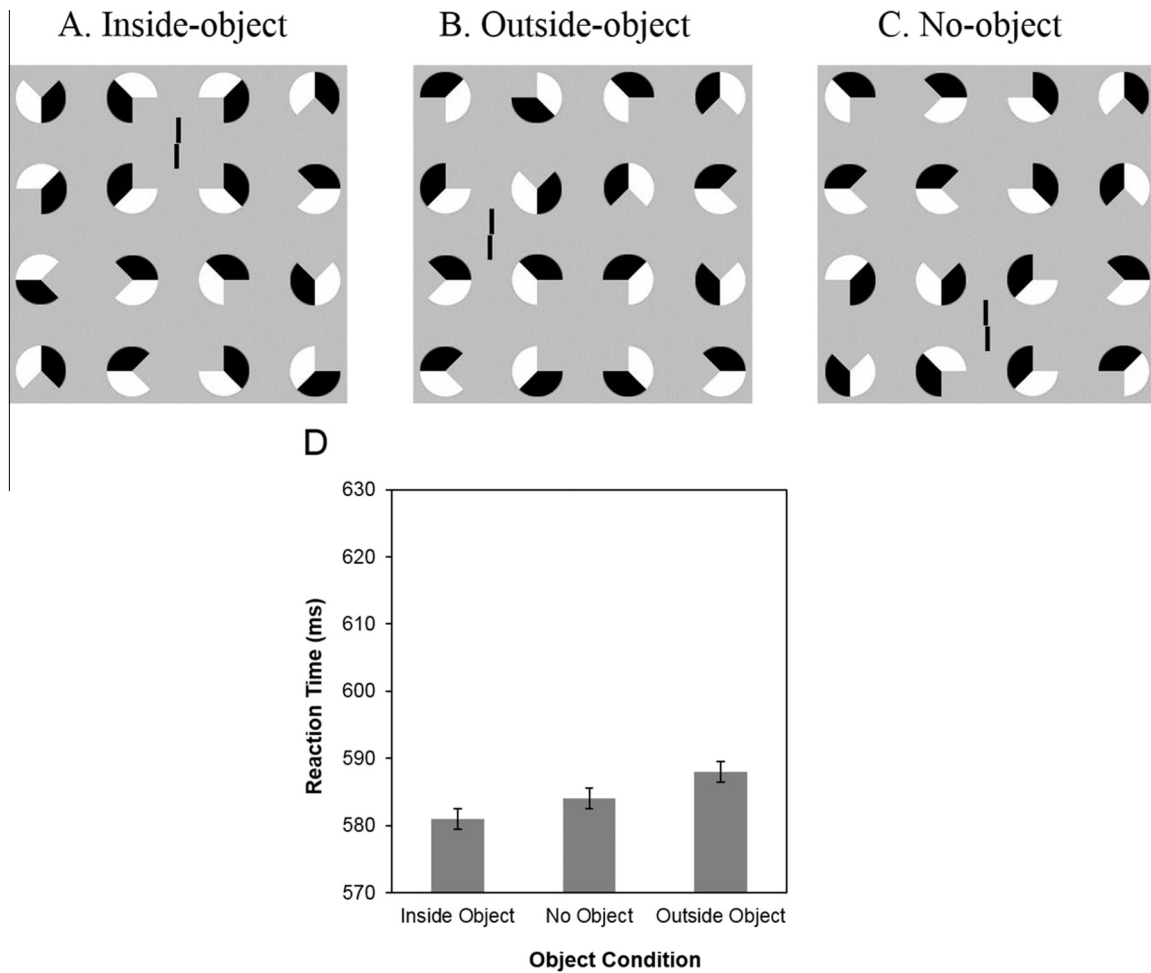 A. Inside-object
B. Outside-object
C. No-object
D
630
620
610
600
590
580
570
Reaction Time (ms)
Inside Object
No Object
Outside Object
Object Condition